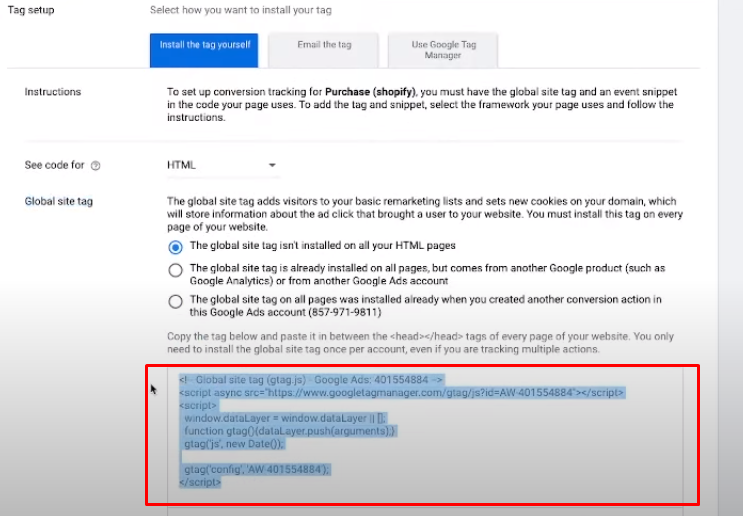 Tag setup
Select how you want to install your tag
Install the tag yourself
Email the tag
Use Google Tag
Manager
Instructions
To set up conversion tracking for Purchase (shopify), you must have the global site tag and an event snippet
in the code your page uses. To add the tag and snippet, select the framework your page uses and follow the
instructions.
See code for
HTML
Global site tag
The global site tag adds visitors to your basic remarketing lists and sets new cookies on your domain, which
will store information about the ad click that brought a user to your website. You must install this tag on every
page of your website.
The global site tag isn't installed on all your HTML pages
The global site tag is already installed on all pages, but comes from another Google product (such as
Google Analytics) or from another Google Ads account
The global site tag on all pages was installed already when you created another conversion action in
this Google Ads account (857-971-9811)
Copy the tag below and paste it in between the <head></head> tags of every page of your website. You only
need to install the global site tag once per account, even if you are tracking multiple actions.
<!-- Global site tag (gtag.js) - Google Ads: 401554884 -->
<script async src="https://www.googletagmanager.com/gtag/js?id=AW-401554884"></script>
<script>
window.dataLayer = window.dataLayer || [];
function gtag(){dataLayer.push(arguments);}
gtag('js', new Date());
gtag('config', 'AW-401554884');
</script>